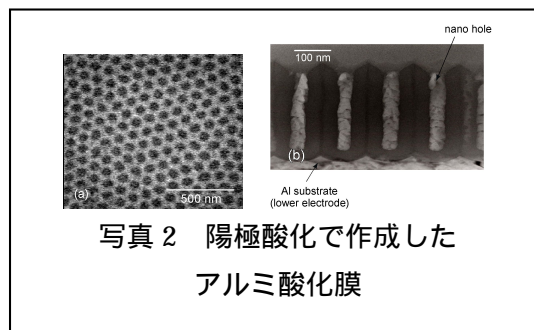 nano hole
100 nm
(a)
500 nm
(b)
Al substrate
(lower electrode)
写真 2 陽極酸化で作成した
アルミ酸化膜